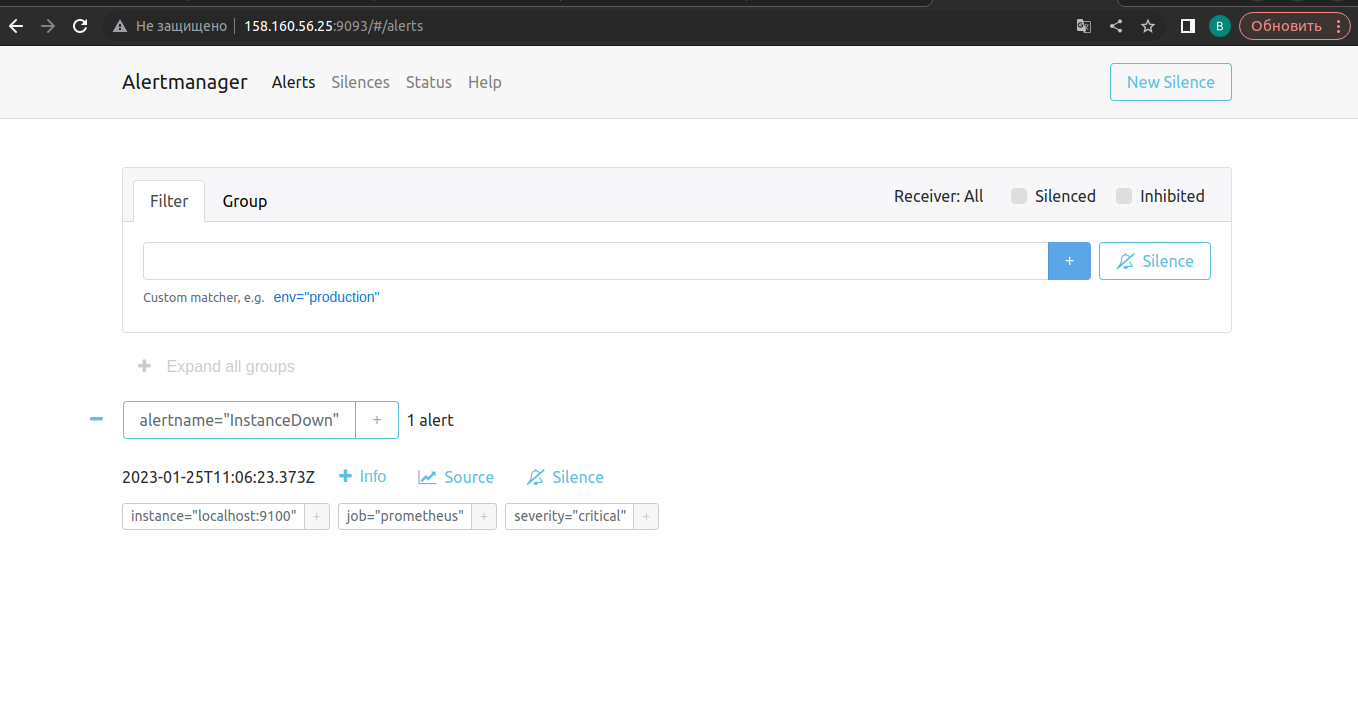 Не защищено 158.160.56.25:9093/#/alerts B Обновить
Alertmanager Alerts Silences Status Help New Silence
Filter Group Receiver: All Silenced Inhibited
+ Silence
Custom matcher, e.g. env="production"
+ Expand all groups
alertname="InstanceDown" + 1 alert
2023-01-25T11:06:23.373Z + Info Source Silence
instance="localhost:9100" + job="prometheus" + severity="critical" +